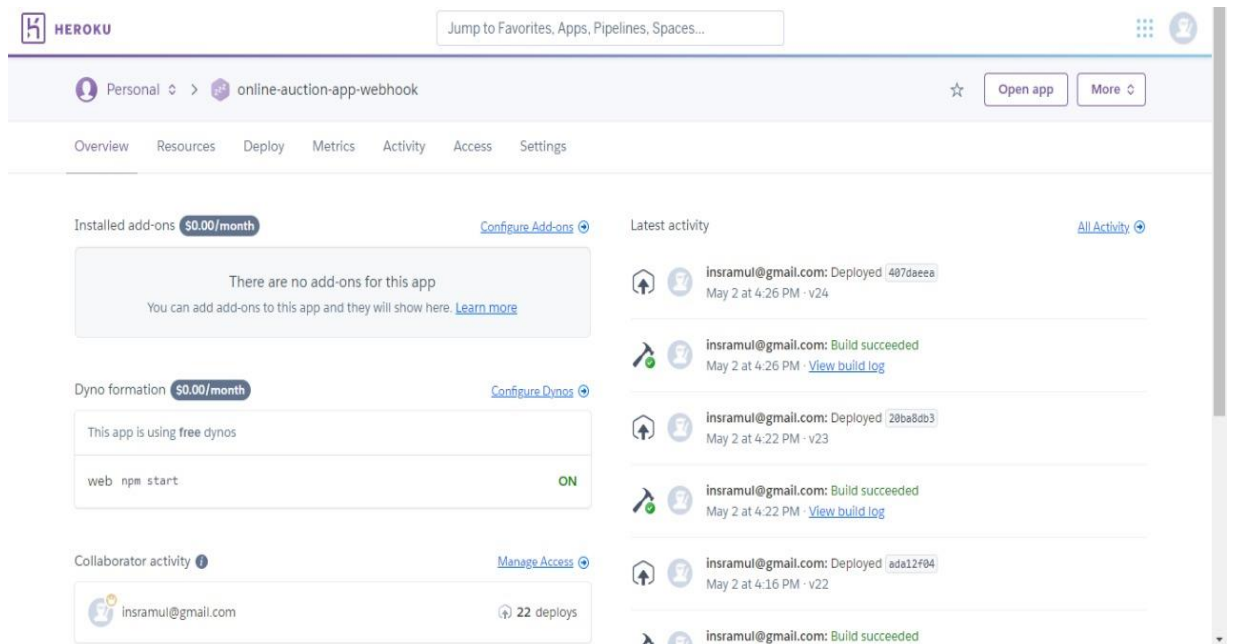 HEROKU
Jump to Favorites, Apps, Pipelines, Spaces...
Personal > online-auction-app-webhook
Open app
More
Overview Resources Deploy Metrics Activity Access Settings
Installed add-ons $0.00/month
Configure Add-ons
There are no add-ons for this app
You can add add-ons to this app and they will show here. Learn more
Dyno formation $0.00/month
Configure Dynos
This app is using free dynos
web npm start ON
Collaborator activity
Manage Access
insramul@gmail.com 22 deploys
Latest activity
All Activity
insramul@gmail.com: Deployed 407daeea
May 2 at 4:26 PM · v24
insramul@gmail.com: Build succeeded
May 2 at 4:26 PM · View build log
insramul@gmail.com: Deployed 20ba8db3
May 2 at 4:22 PM · v23
insramul@gmail.com: Build succeeded
May 2 at 4:22 PM · View build log
insramul@gmail.com: Deployed ada12f04
May 2 at 4:16 PM · v22
insramul@gmail.com: Build succeeded